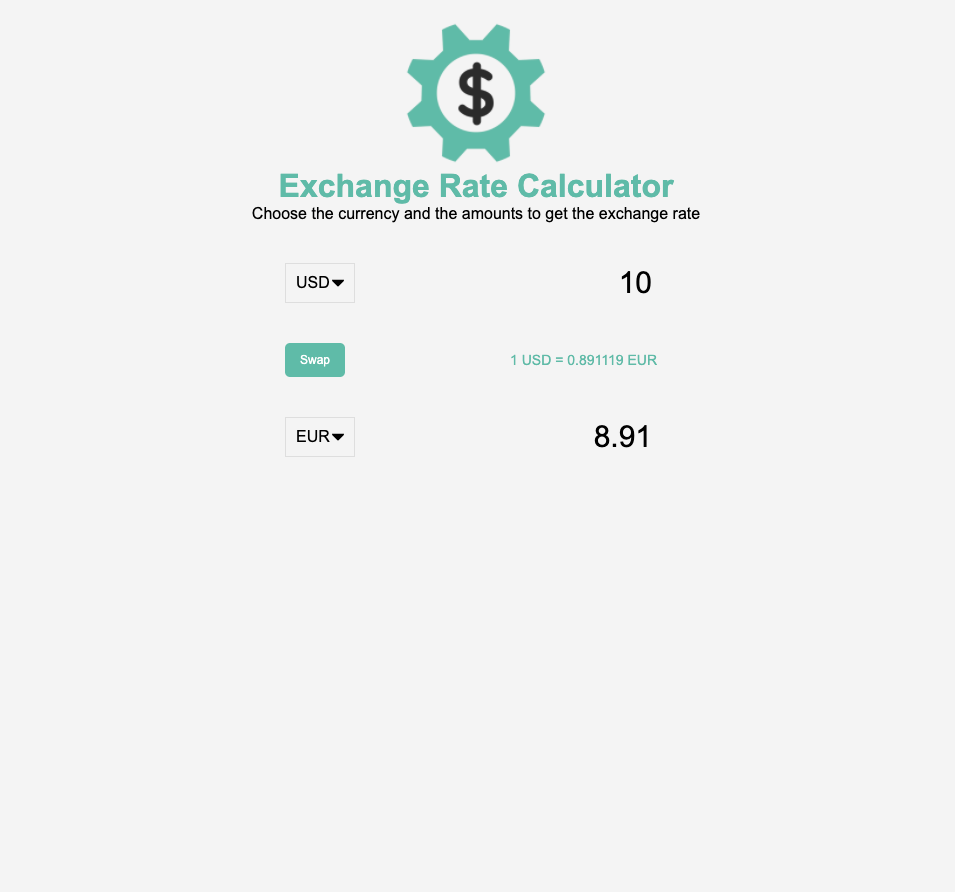 $
Exchange Rate Calculator
Choose the currency and the amounts to get the exchange rate
USD 10
Swap 1 USD = 0.891119 EUR
EUR 8.91